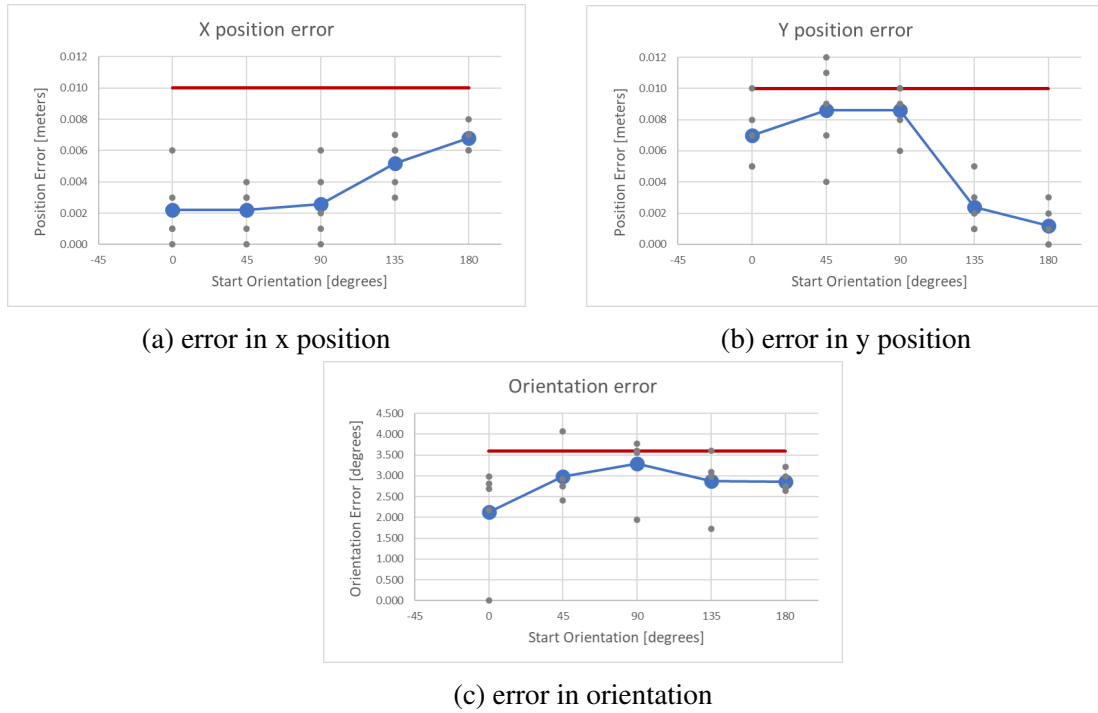 X position error
0.012
0.010
0.008
0.006
0.004
0.002
0.000
Position Error [meters]
-45 0 45 90 135 180
Start Orientation [degrees]
(a) error in x position
Y position error
0.012
0.010
0.008
0.006
0.004
0.002
0.000
Position Error [meters]
-45 0 45 90 135 180
Start Orientation [degrees]
(b) error in y position
Orientation error
4.500
4.000
3.500
3.000
2.500
2.000
1.500
1.000
0.500
0.000
Orientation Error [degrees]
-45 0 45 90 135 180
Start Orientation [degrees]
(c) error in orientation